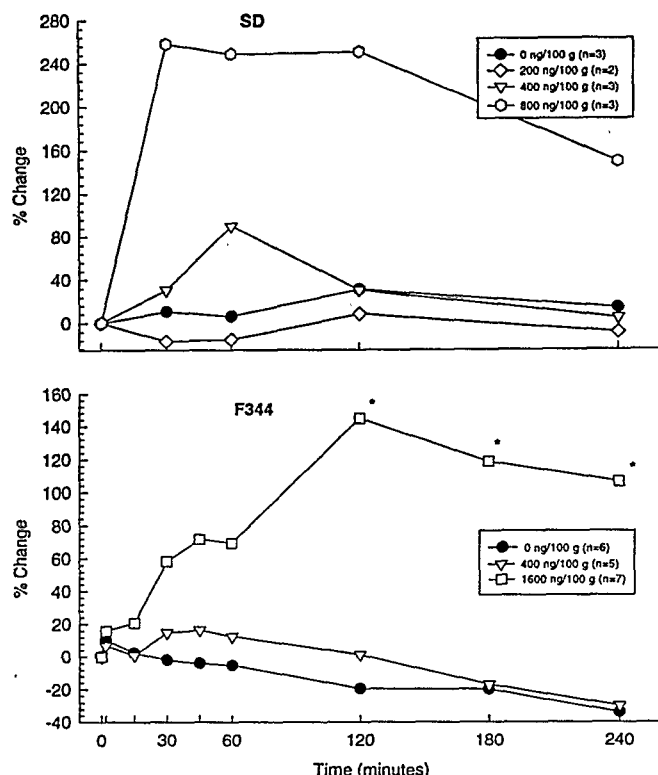 SD
280
240
200
160
120
80
40
0
% Change
0 ng/100 g (n=3)
200 ng/100 g (n=2)
400 ng/100 g (n=3)
800 ng/100 g (n=3)
F344
160
140
120
100
80
60
40
20
0
-20
-40
% Change
*
*
*
0 ng/100 g (n=6)
400 ng/100 g (n=5)
1600 ng/100 g (n=7)
0 30 60 120 180 240
Time (minutes)